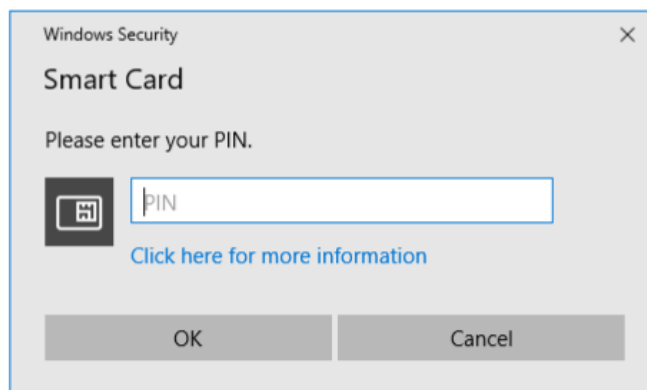 Windows Security
Smart Card
Please enter your PIN.
PIN
Click here for more information
OK
Cancel